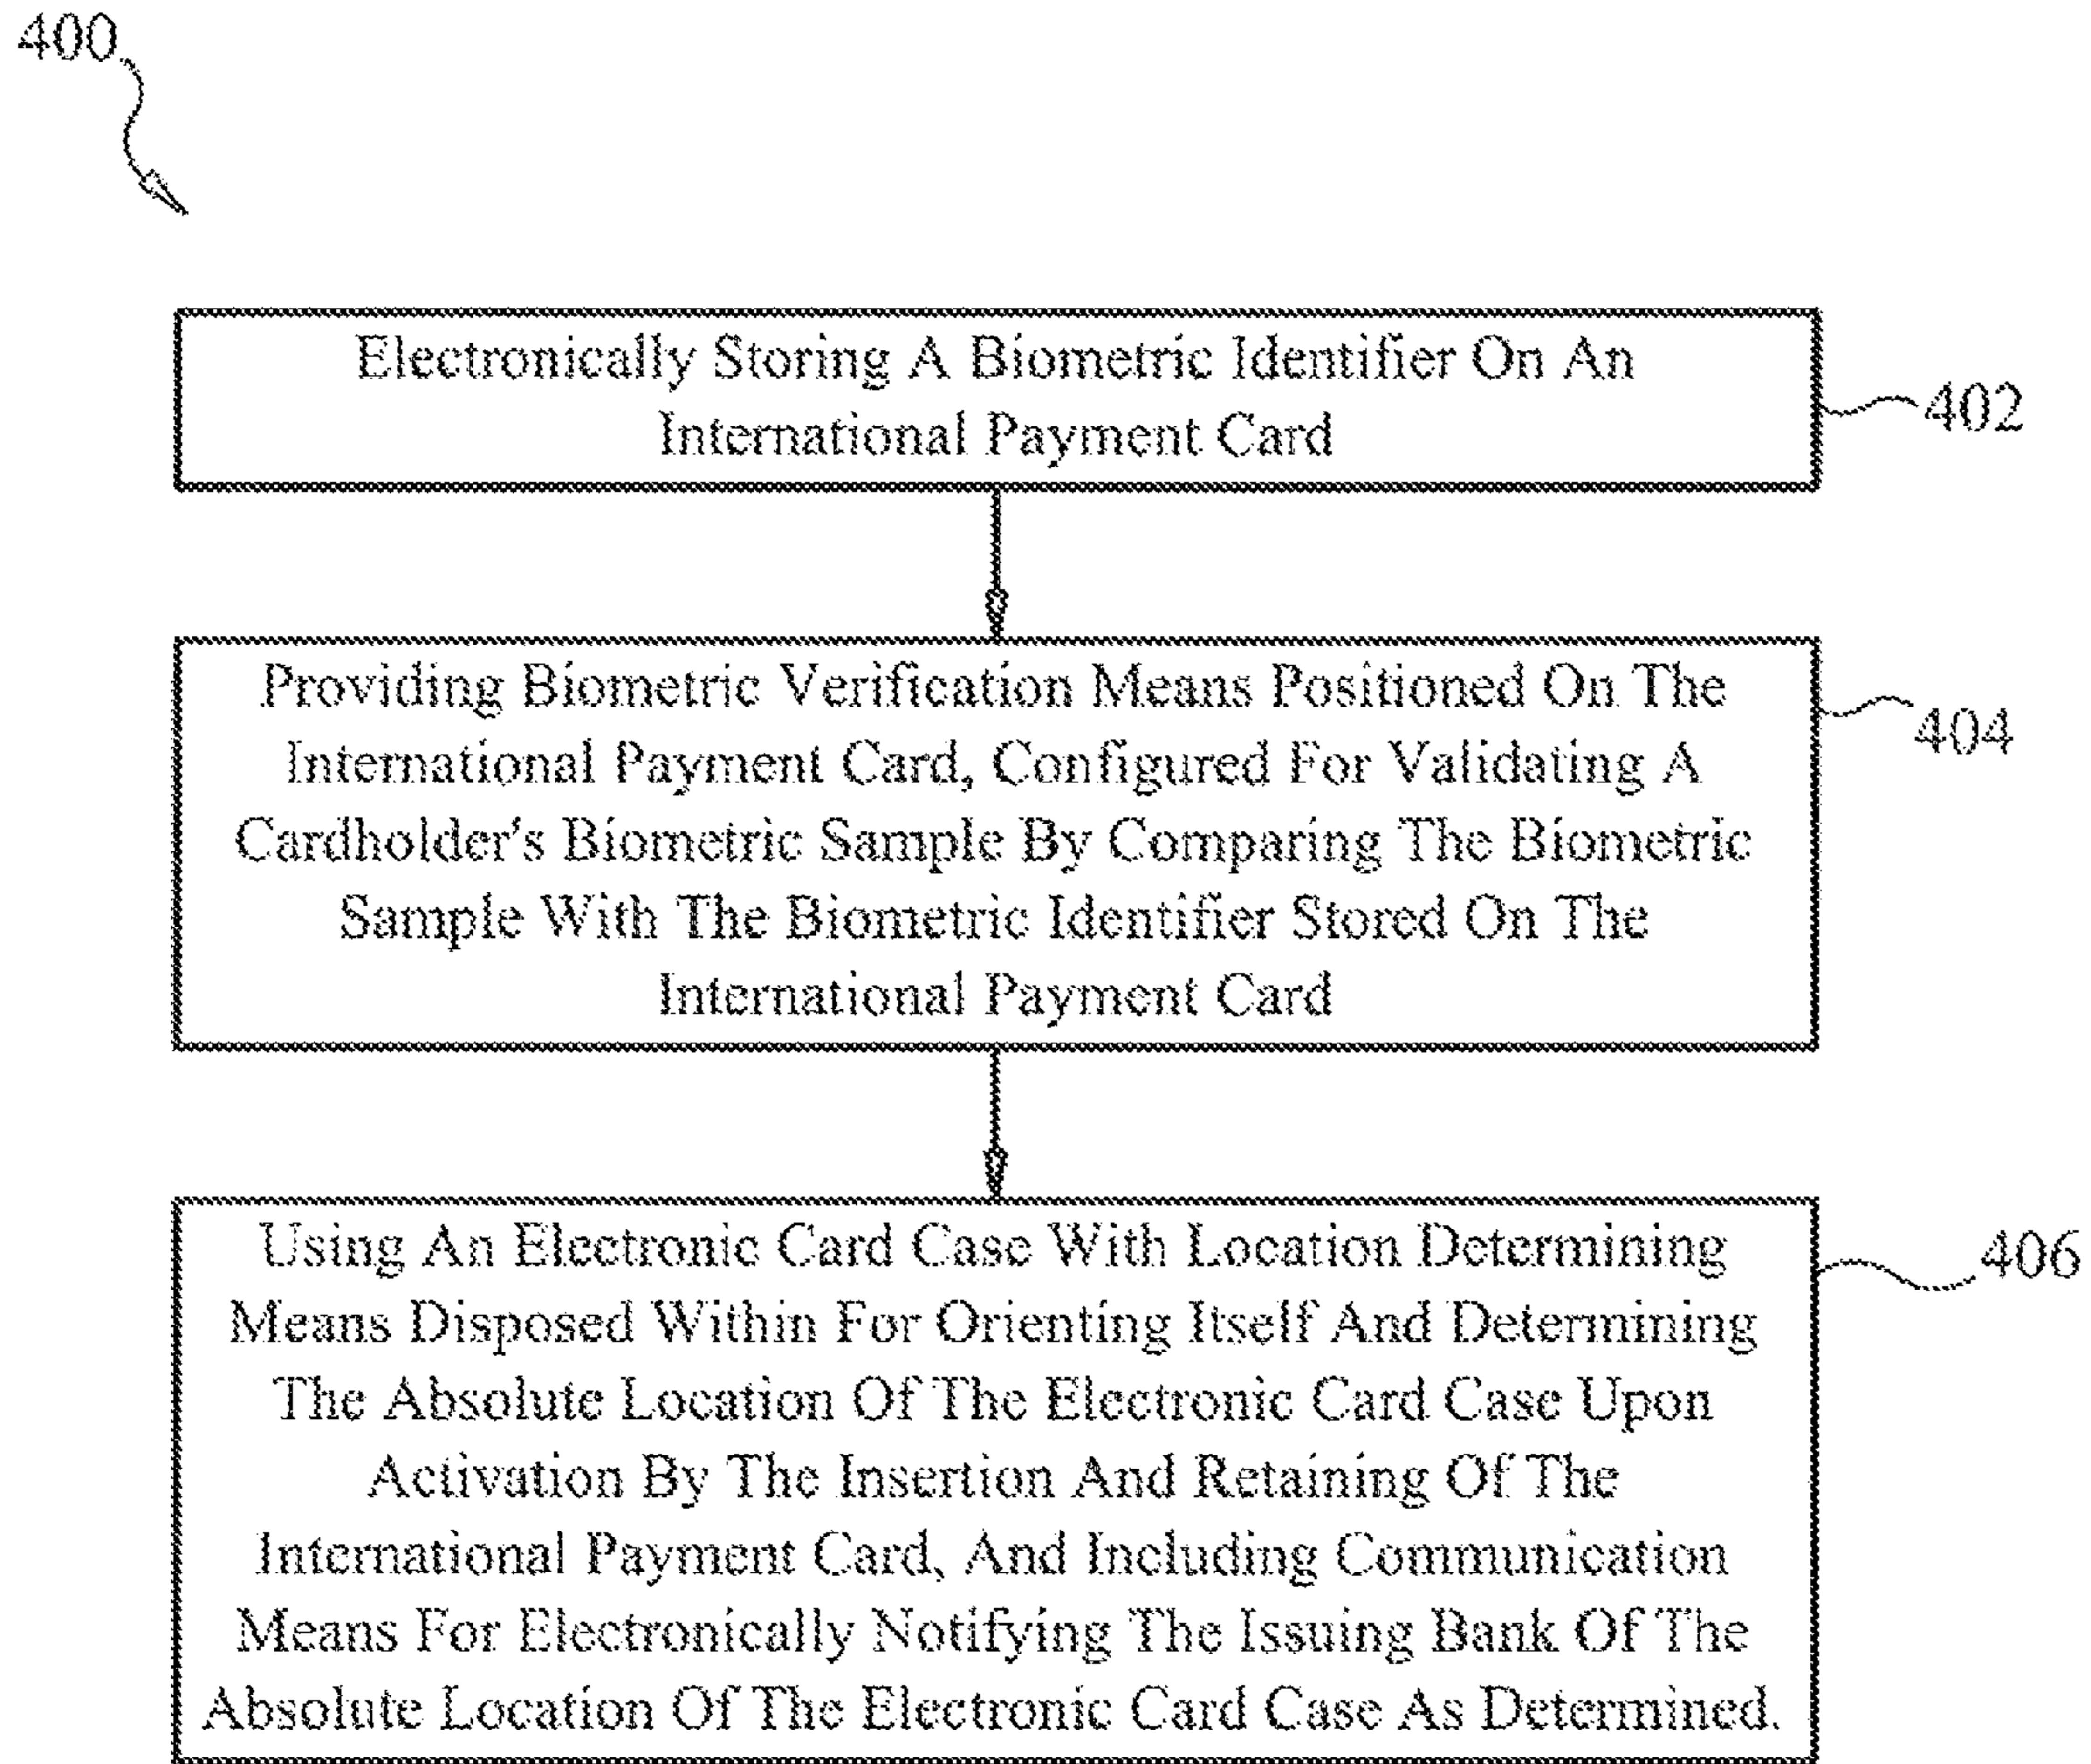 400
Electronically Storing A Biometric Identifier On An
International Payment Card
402
Providing Biometric Verification Means Positioned On The
International Payment Card, Configured For Validating A
Cardholder's Biometric Sample By Comparing The Biometric
Sample With The Biometric Identifier Stored On The
International Payment Card
404
Using An Electronic Card Case With Location Determining
Means Disposed Within For Orienting Itself And Determining
The Absolute Location Of The Electronic Card Case Upon
Activation By The Insertion And Retaining Of The
International Payment Card, And Including Communication
Means For Electronically Notifying The Issuing Bank Of The
Absolute Location Of The Electronic Card Case As Determined.
406